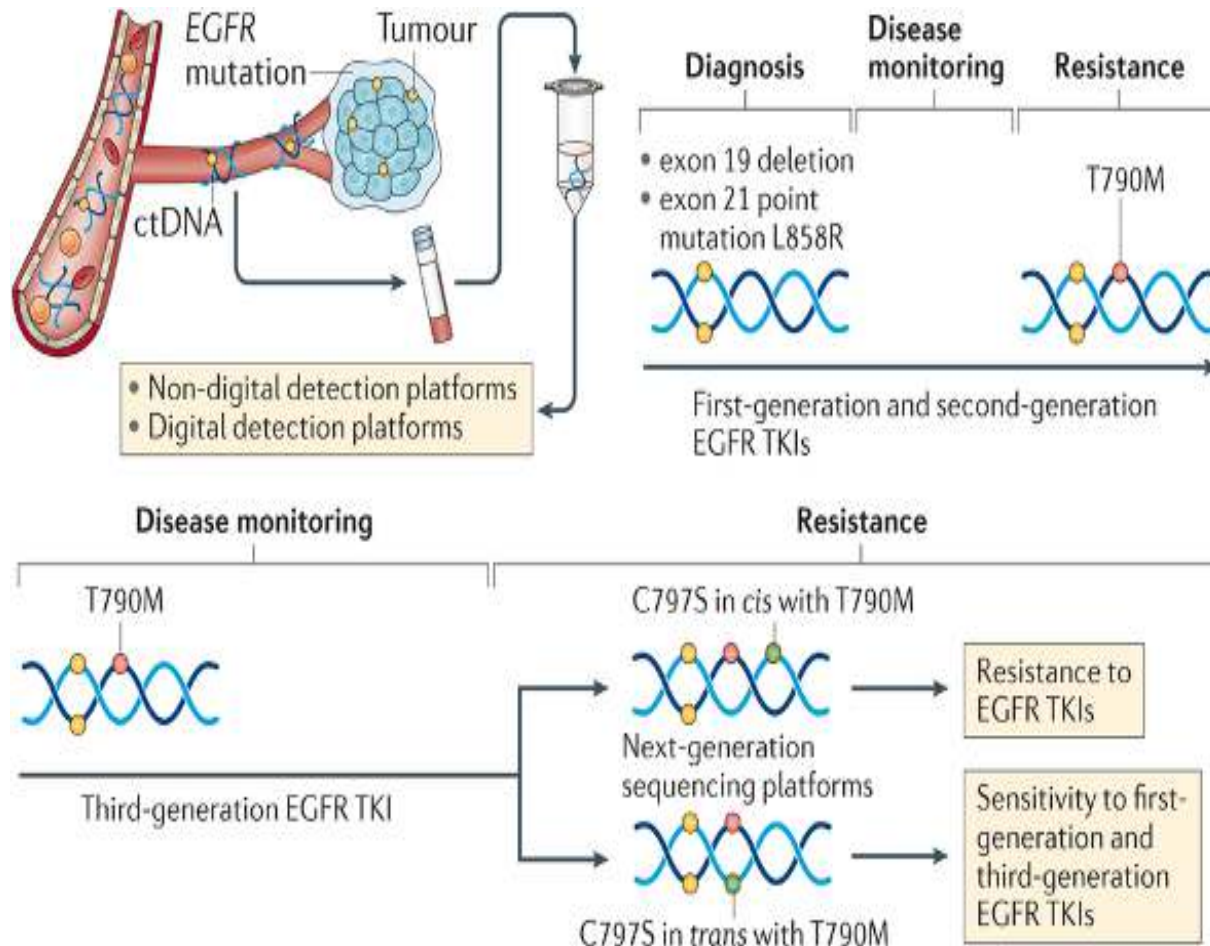 EGFR
mutation
Tumour
ctDNA
• Non-digital detection platforms
• Digital detection platforms
Diagnosis
Disease
monitoring
Resistance
• exon 19 deletion
• exon 21 point
mutation L858R
T790M
First-generation and second-generation
EGFR TKIs
Disease monitoring
Resistance
T790M
Third-generation EGFR TKI
C797S in cis with T790M
Next-generation
sequencing platforms
C797S in trans with T790M
Resistance to
EGFR TKIs
Sensitivity to first-
generation and
third-generation
EGFR TKIs